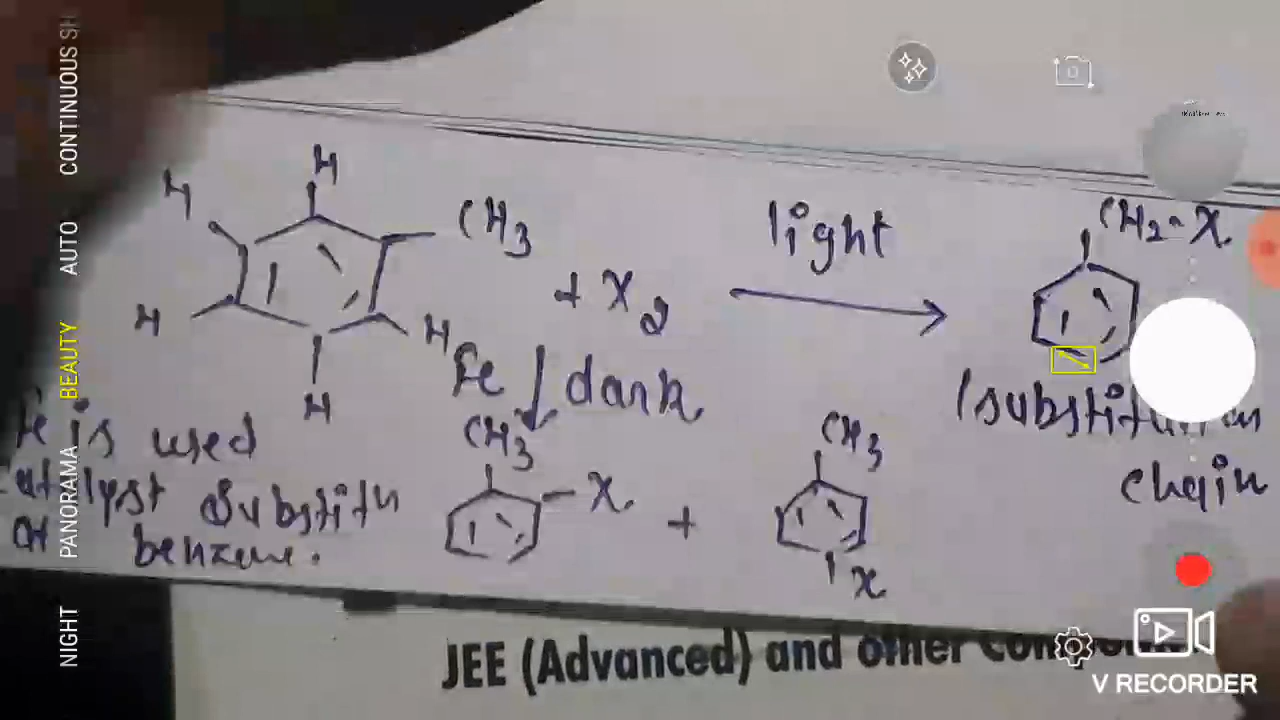 CONTINUOUS SH
AUTO
BEAUTY
PANORAMA
NIGHT
H
H
CH3
H
H
H
+ X2
light
CH2-X
Fe
dark
is used
CH3
X
+
CH3
X
benzene.
chain
JEE (Advanced) and other
V RECORDER